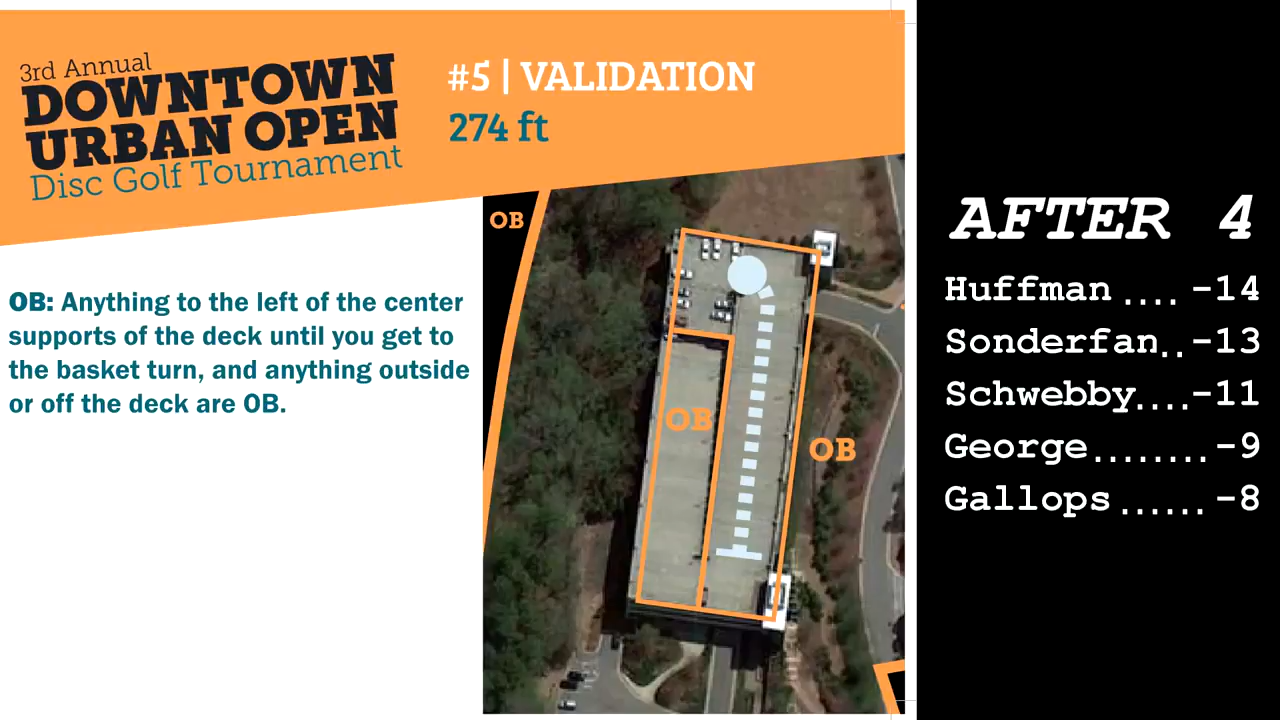 3rd Annual
DOWNTOWN
URBAN OPEN
Disc Golf Tournament
#5 | VALIDATION
274 ft
OB: Anything to the left of the center
supports of the deck until you get to
the basket turn, and anything outside
or off the deck are OB.
OB
OB
OB
AFTER 4
Huffman .... -14
Sonderfan..-13
Schwebby....-11
George........-9
Gallops ...... -8